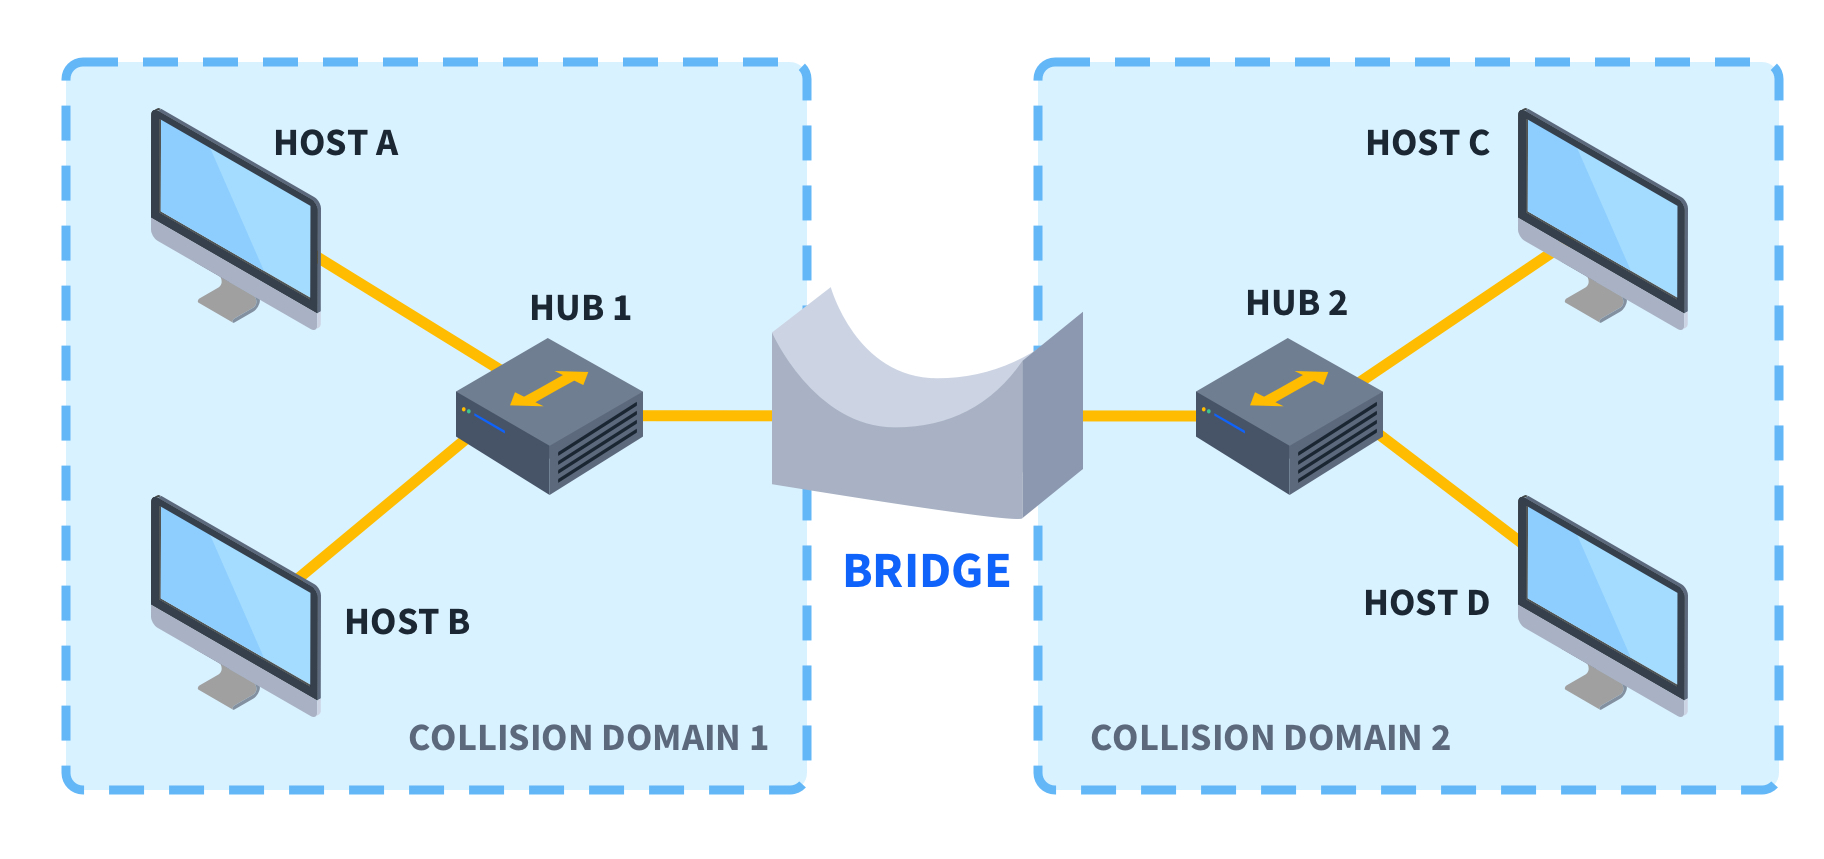 HOST A
HOST C
HUB 1
HUB 2
BRIDGE
HOST B
HOST D
COLLISION DOMAIN 1
COLLISION DOMAIN 2